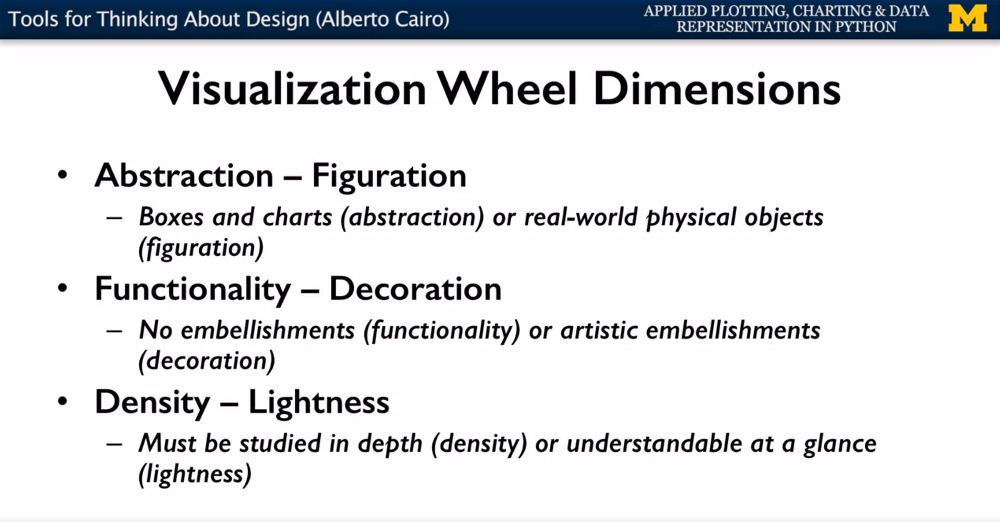 Tools for Thinking About Design (Alberto Cairo)
APPLIED PLOTTING, CHARTING & DATA
REPRESENTATION IN PYTHON
M
Visualization Wheel Dimensions
• Abstraction – Figuration
– Boxes and charts (abstraction) or real-world physical objects
(figuration)
• Functionality – Decoration
– No embellishments (functionality) or artistic embellishments
(decoration)
• Density – Lightness
– Must be studied in depth (density) or understandable at a glance
(lightness)